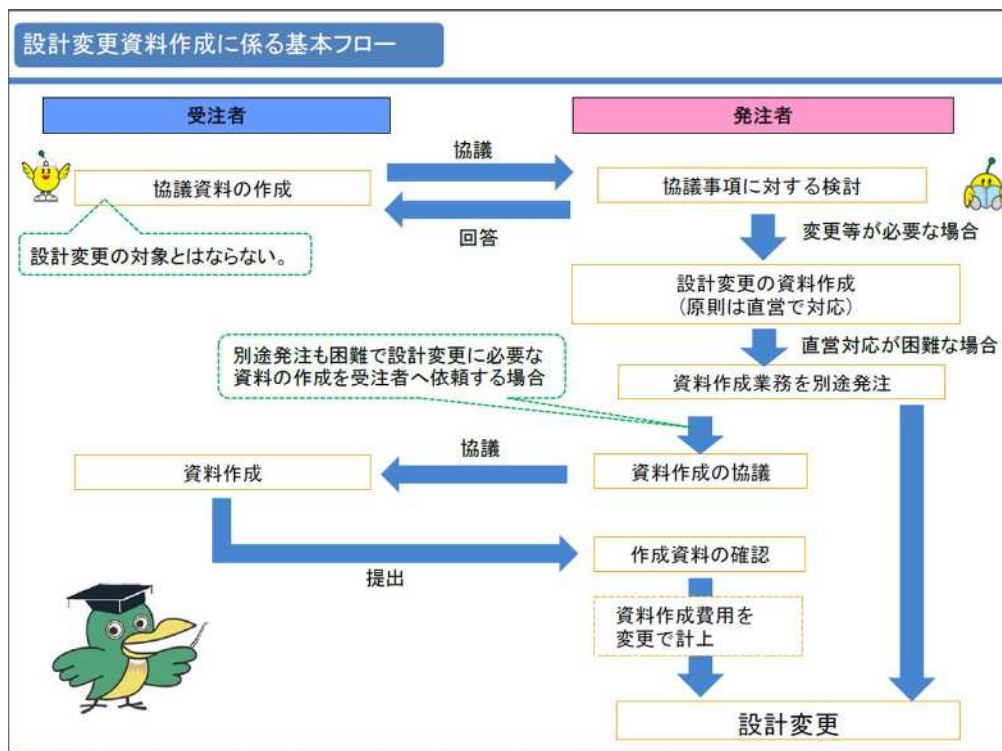 設計変更資料作成に係る基本フロー
受注者
発注者
協議
協議資料の作成
協議事項に対する検討
回答
変更等が必要な場合
設計変更の対象とはならない。
設計変更の資料作成
(原則は直営で対応)
直営対応が困難な場合
別途発注も困難で設計変更に必要な
資料の作成を受注者へ依頼する場合
資料作成業務を別途発注
協議
資料作成
資料作成の協議
作成資料の確認
提出
資料作成費用を
変更で計上
設計変更